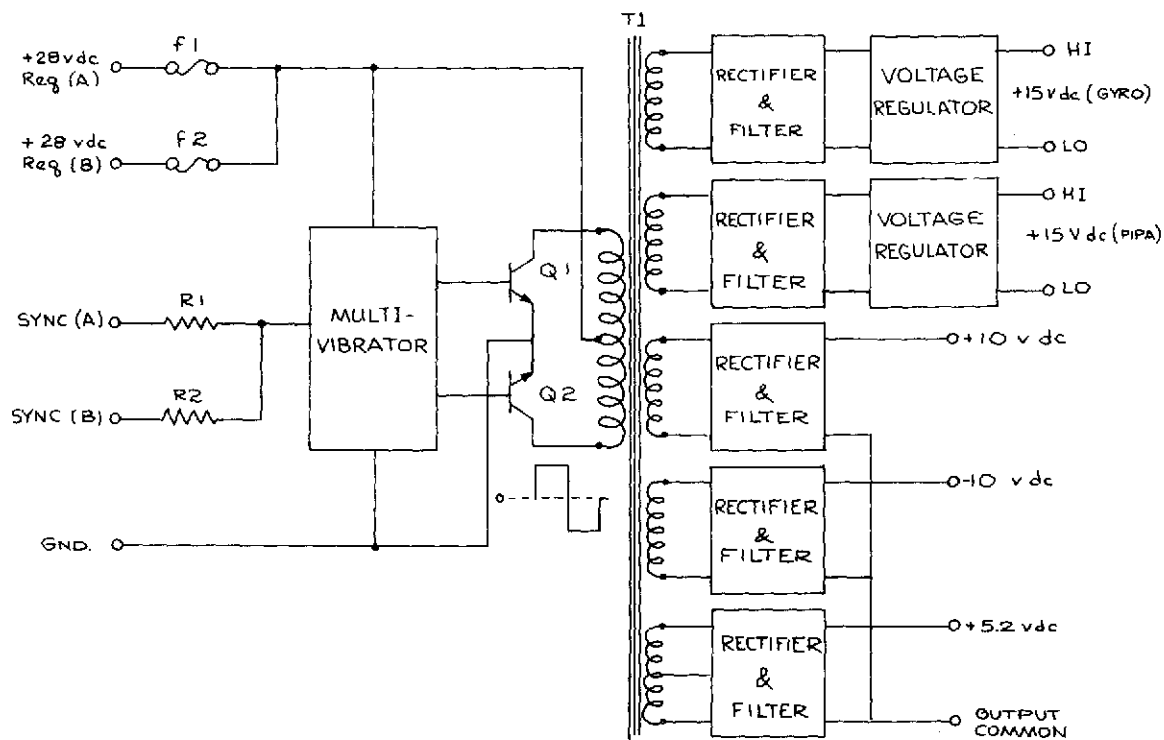 T1
+28 vdc
Reg (A)
f1
+28 vdc
Reg (B)
f2
SYNC (A)
R1
SYNC (B)
R2
MULTI-
VIBRATOR
Q1
Q2
GND.
RECTIFIER
&
FILTER
VOLTAGE
REGULATOR
HI
+15 vdc (GYRO)
LO
RECTIFIER
&
FILTER
VOLTAGE
REGULATOR
HI
+15 Vdc (PIPA)
LO
RECTIFIER
&
FILTER
+10 v dc
RECTIFIER
&
FILTER
-10 v dc
RECTIFIER
&
FILTER
+5.2 vdc
OUTPUT
COMMON